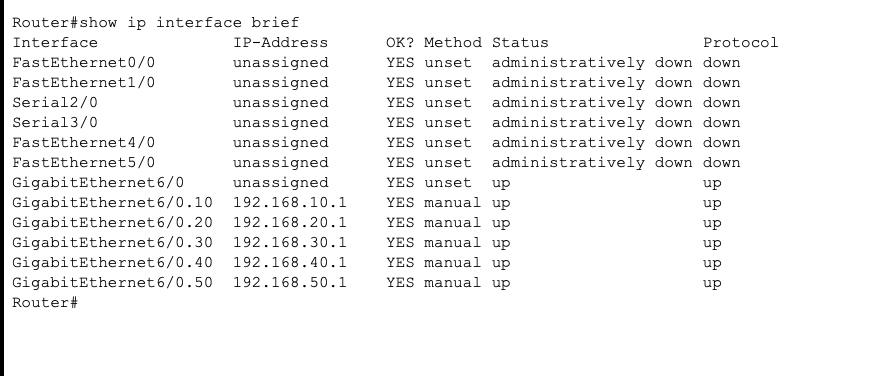 Router#show ip interface brief
Interface              IP-Address      OK? Method Status                Protocol
FastEthernet0/0        unassigned      YES unset  administratively down down
FastEthernet1/0        unassigned      YES unset  administratively down down
Serial2/0              unassigned      YES unset  administratively down down
Serial3/0              unassigned      YES unset  administratively down down
FastEthernet4/0        unassigned      YES unset  administratively down down
FastEthernet5/0        unassigned      YES unset  administratively down down
GigabitEthernet6/0     unassigned      YES unset  up                    up
GigabitEthernet6/0.10  192.168.10.1    YES manual up                    up
GigabitEthernet6/0.20  192.168.20.1    YES manual up                    up
GigabitEthernet6/0.30  192.168.30.1    YES manual up                    up
GigabitEthernet6/0.40  192.168.40.1    YES manual up                    up
GigabitEthernet6/0.50  192.168.50.1    YES manual up                    up
Router#